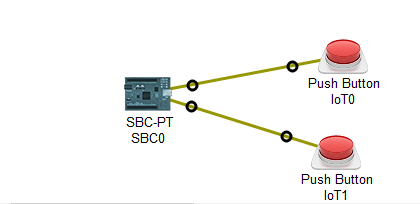 Push Button
IoT0
SBC-PT
SBC0
Push Button
IoT1